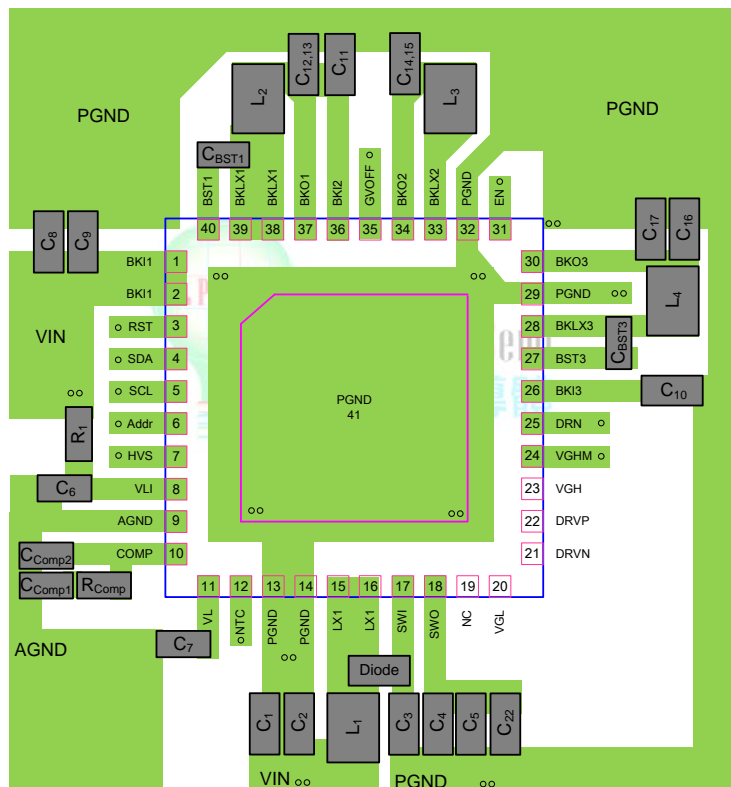 C12,13
C11
C14,15
L2
L3
PGND
PGND
CBST1
BST1
BKLX1
BKLX1
BKO1
BKI2
GVOFF
BKO2
BKLX2
PGND
EN
40
39
38
37
36
35
34
33
32
31
C8
C9
C17
C16
BKI1
1
30
BKO3
BKI1
2
29
PGND
L4
VIN
RST
3
28
BKLX3
SDA
4
27
BST3
CBST3
SCL
5
26
BKI3
C10
Addr
6
25
DRN
R1
HVS
7
24
VGHM
C6
VLI
8
23
VGH
AGND
9
22
DRVP
CComp2
COMP
10
21
DRVN
CComp1
RComp
PGND
41
11
12
13
14
15
16
17
18
19
20
VL
NTC
PGND
PGND
LX1
LX1
SWI
SWO
NC
VGL
AGND
C7
Diode
C1
C2
L1
C3
C4
C5
C22
VIN
PGND